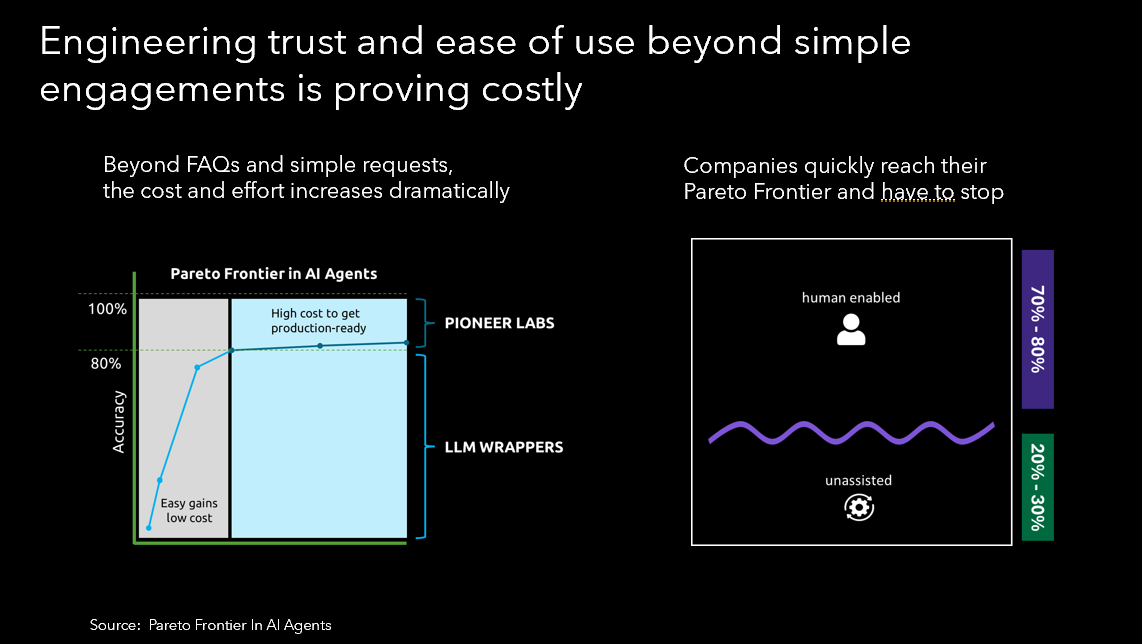 Engineering trust and ease of use beyond simple
engagements is proving costly
Beyond FAQs and simple requests,
the cost and effort increases dramatically
Pareto Frontier in AI Agents
100%
80%
Accuracy
High cost to get
production-ready
Easy gains
low cost
PIONEER LABS
LLM WRAPPERS
Companies quickly reach their
Pareto Frontier and have to stop
human enabled
unassisted
70% - 80%
20% - 30%
Source:  Pareto Frontier In AI Agents